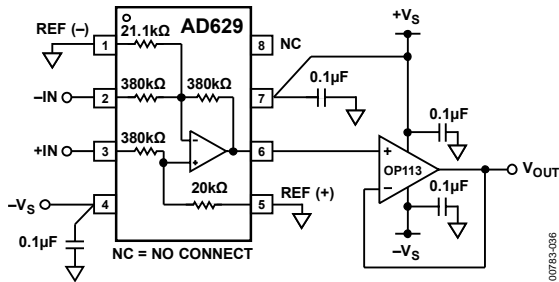 REF (–)
21.1kΩ
AD629
1
8
NC
+VS
–IN
2
380kΩ
380kΩ
7
0.1µF
0.1µF
+IN
3
380kΩ
6
+
–
OP113
VOUT
–VS
4
20kΩ
5
REF (+)
0.1µF
0.1µF
–VS
NC = NO CONNECT
00783-036